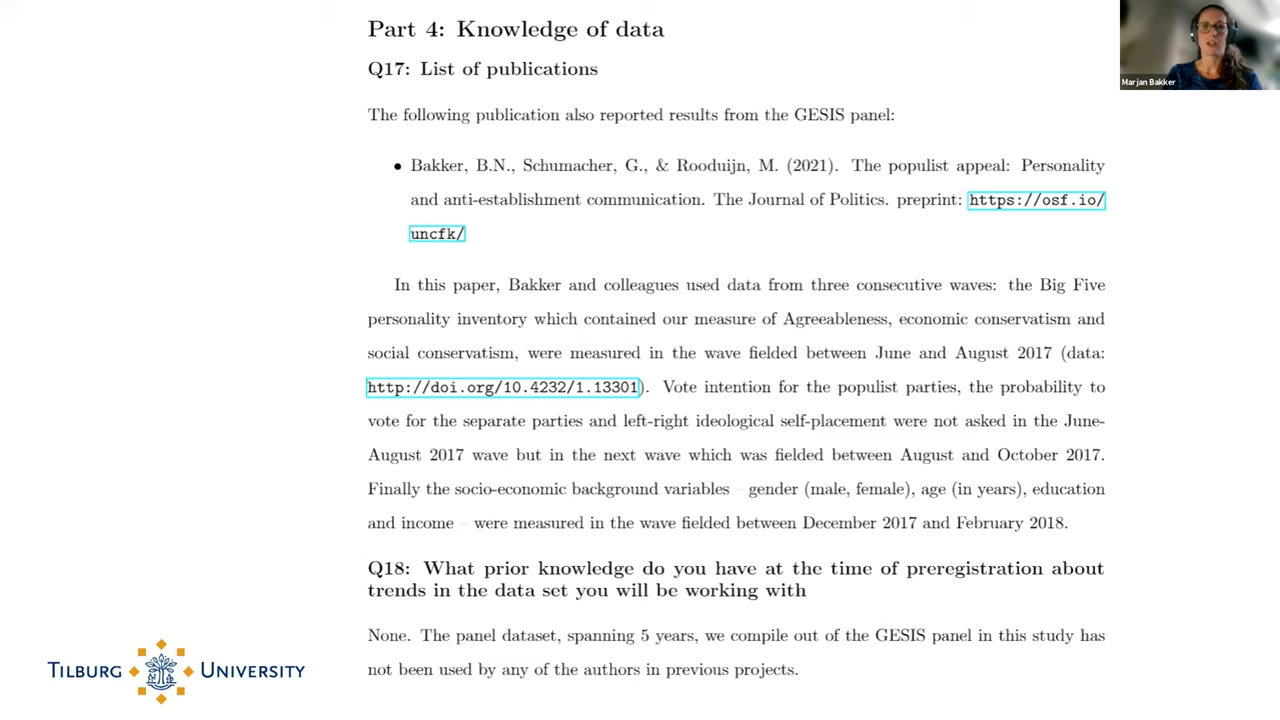 Part 4: Knowledge of data
Q17: List of publications
The following publication also reported results from the GESIS panel:
• Bakker, B.N., Schumacher, G., & Rooduijn, M. (2021). The populist appeal: Personality
and anti-establishment communication. The Journal of Politics. preprint: https://osf.io/
uncfk/
In this paper, Bakker and colleagues used data from three consecutive waves: the Big Five
personality inventory which contained our measure of Agreeableness, economic conservatism and
social conservatism, were measured in the wave fielded between June and August 2017 (data:
http://doi.org/10.4232/1.13301). Vote intention for the populist parties, the probability to
vote for the separate parties and left-right ideological self-placement were not asked in the June-
August 2017 wave but in the next wave which was fielded between August and October 2017.
Finally the socio-economic background variables – gender (male, female), age (in years), education
and income – were measured in the wave fielded between December 2017 and February 2018.
Q18: What prior knowledge do you have at the time of preregistration about
trends in the data set you will be working with
None. The panel dataset, spanning 5 years, we compile out of the GESIS panel in this study has
not been used by any of the authors in previous projects.
TILBURG UNIVERSITY
Marjan Bakker